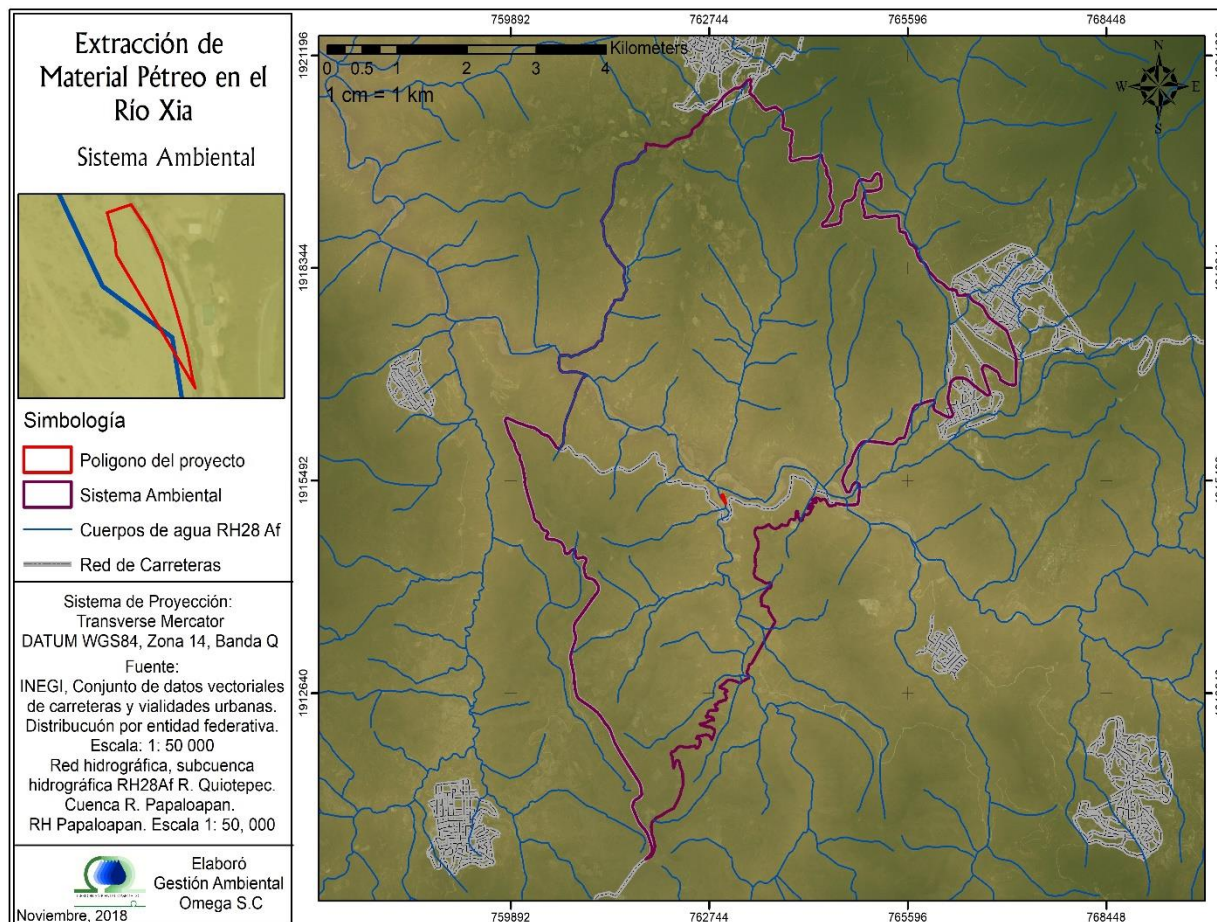 Extracción de
Material Pétreo en el
Río Xia
Sistema Ambiental
Simbología
Poligono del proyecto
Sistema Ambiental
Cuerpos de agua RH28 Af
Red de Carreteras
Sistema de Proyección:
Transverse Mercator
DATUM WGS84, Zona 14, Banda Q
Fuente:
INEGI, Conjunto de datos vectoriales
de carreteras y vialidades urbanas.
Distribucuón por entidad federativa.
Escala: 1: 50 000
Red hidrográfica, subcuenca
hidrográfica RH28Af R. Quiotepec.
Cuenca R. Papaloapan.
RH Papaloapan. Escala 1: 50, 000
Elaboró
Gestión Ambiental
Omega S.C
Noviembre, 2018
759892 762744 765596 768448
Kilometers
0 0.5 1 2 3 4
1 cm = 1 km
N
W E
S
1921196
1918344
1915492
1912640
759892 762744 765596 768448